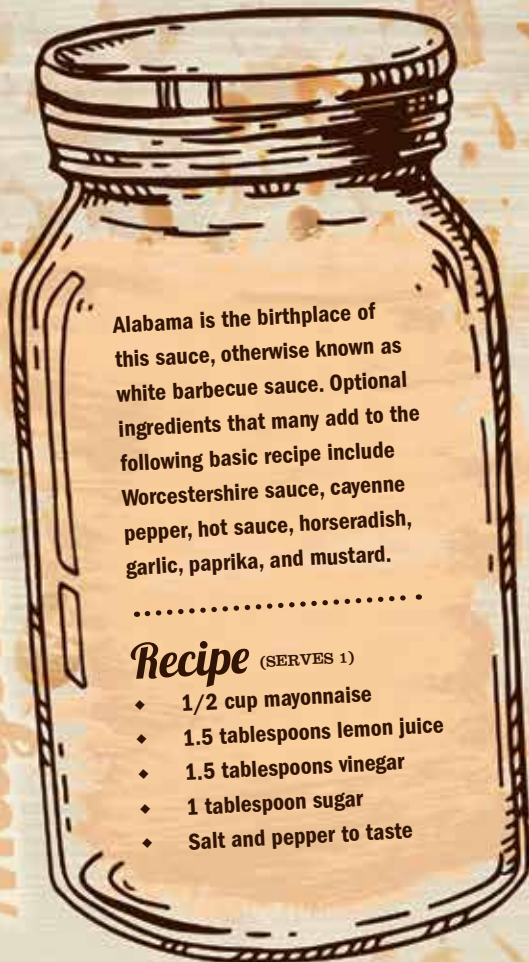 Alabama is the birthplace of
this sauce, otherwise known as
white barbecue sauce. Optional
ingredients that many add to the
following basic recipe include
Worcestershire sauce, cayenne
pepper, hot sauce, horseradish,
garlic, paprika, and mustard.
Recipe (SERVES 1)
◆ 1/2 cup mayonnaise
◆ 1.5 tablespoons lemon juice
◆ 1.5 tablespoons vinegar
◆ 1 tablespoon sugar
◆ Salt and pepper to taste